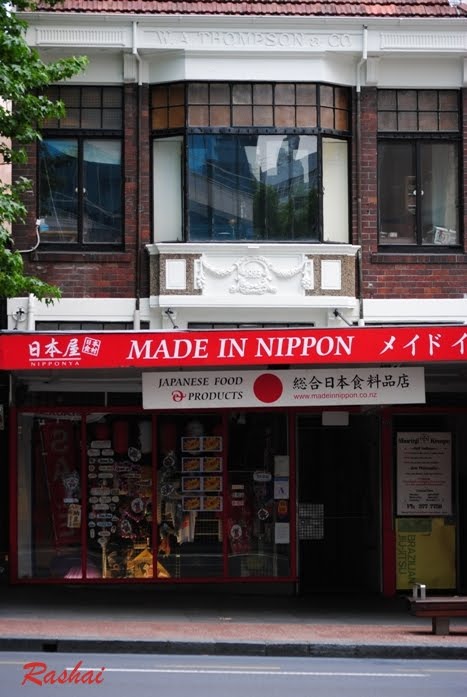 W.A. THOMPSON & CO
日本屋 日本食材
NIPPONYA
MADE IN NIPPON メイドイ
JAPANESE FOOD
& PRODUCTS
総合日本食料品店
www.madeinnippon.co.nz
BRAZILIAN
JIUJITSU
Rashai